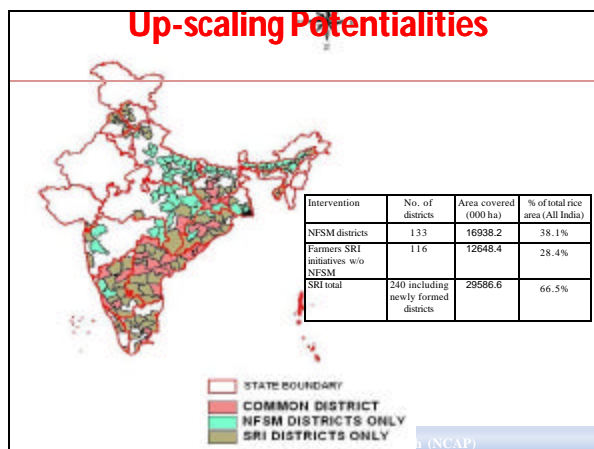 Up-scaling Potentialities
Intervention No. of districts Area covered (000 ha) % of total rice area (All India)
NFSM districts 133 16938.2 38.1%
Farmers SRI initiatives w/o NFSM 116 12648.4 28.4%
SRI total 240 including newly formed districts 29586.6 66.5%
STATE BOUNDARY
COMMON DISTRICT
NFSM DISTRICTS ONLY
SRI DISTRICTS ONLY
(NCAP)